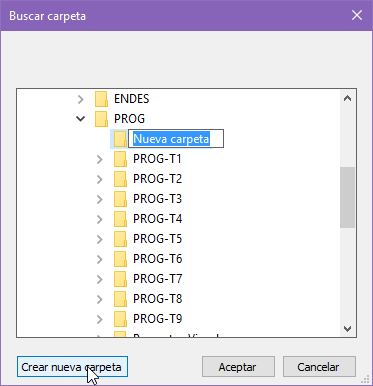 Buscar carpeta
ENDES
PROG
Nueva carpeta
PROG-T1
PROG-T2
PROG-T3
PROG-T4
PROG-T5
PROG-T6
PROG-T7
PROG-T8
PROG-T9
Crear nueva carpeta
Aceptar
Cancelar